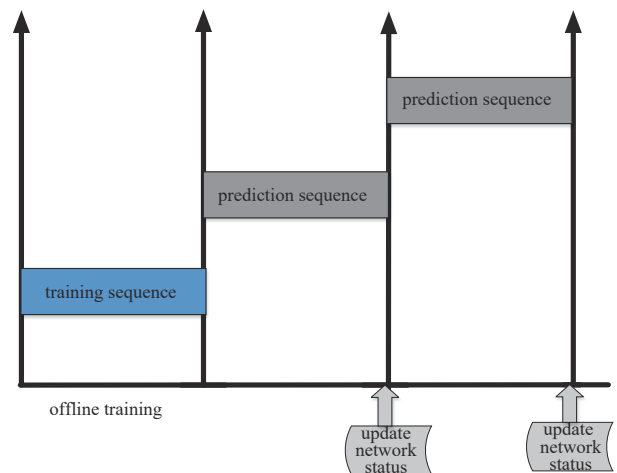 prediction sequence
prediction sequence
training sequence
offline training
update
network
status
update
network
status